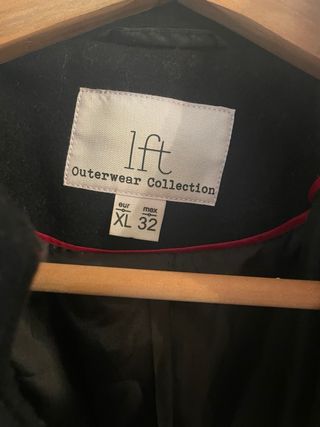 lft
Outerwear Collection
eur mex
XL 32